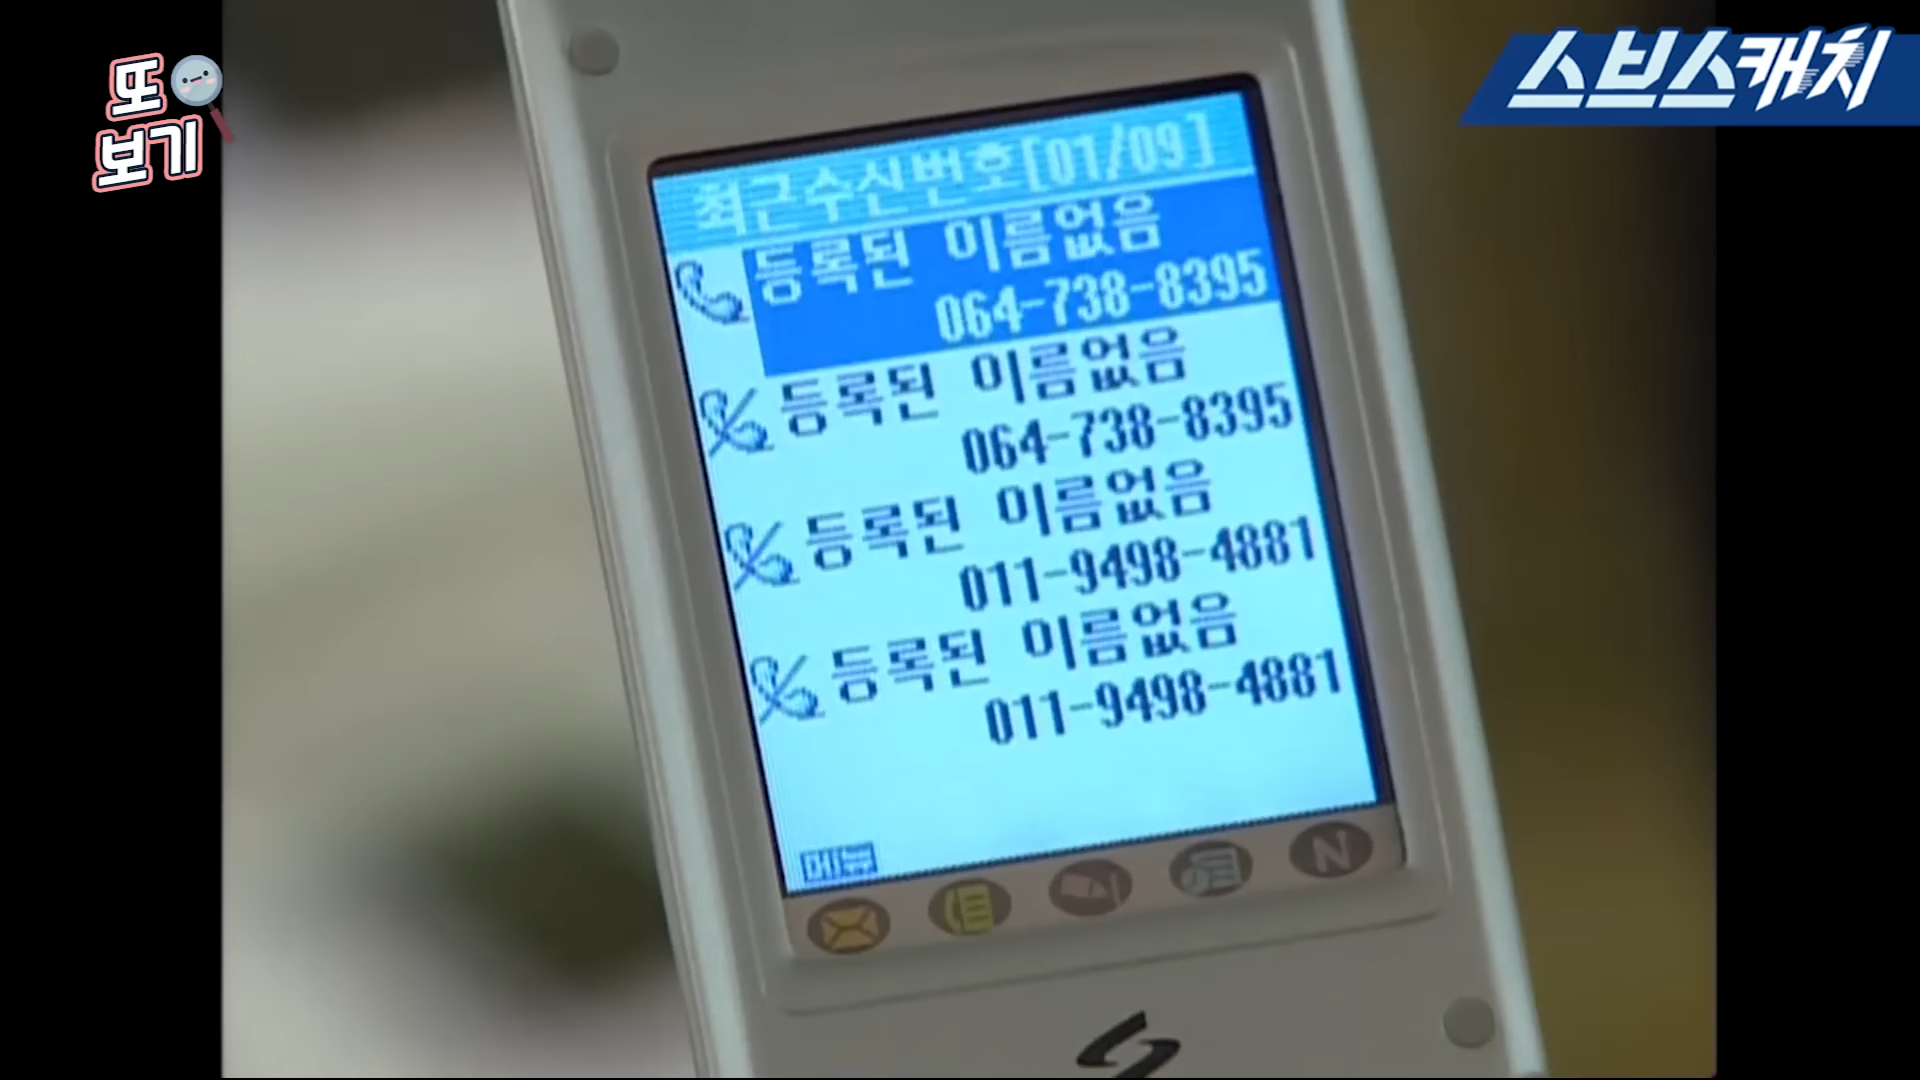 또
보기
스브스캐치
최근수신번호[01/09]
등록된 이름없음
064-738-8395
등록된 이름없음
064-738-8395
등록된 이름없음
011-9498-4881
등록된 이름없음
011-9498-4881
메뉴
N